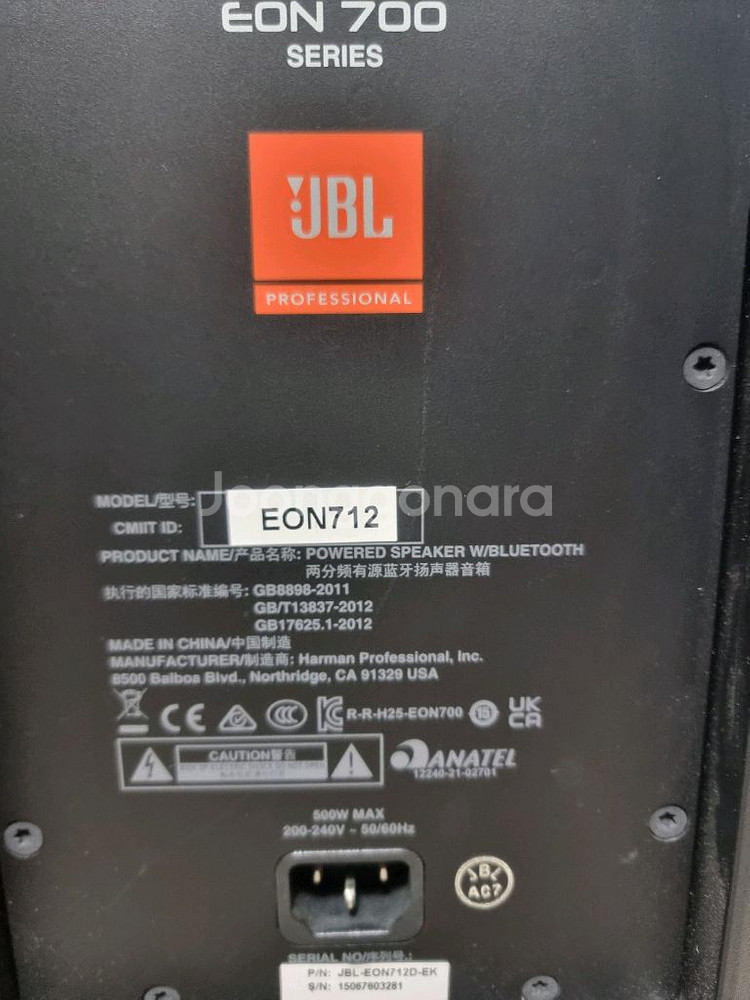 EON 700
SERIES
JBL
PROFESSIONAL
Joonggonara
MODEL/型号:
EON712
CMIIT ID:
PRODUCT NAME/产品名称: POWERED SPEAKER W/BLUETOOTH
两分频有源蓝牙扬声器音箱
执行的国家标准编号: GB8898-2011
GB/T13837-2012
GB17625.1-2012
MADE IN CHINA/中国制造
MANUFACTURER/制造商: Harman Professional, Inc.
8500 Balboa Blvd., Northridge, CA 91329 USA
CE CCC R-R-H25-EON700 15 UK
CA
CAUTION警告
ANATEL
12240-21-02701
500W MAX
200-240V ~ 50/60Hz
B
AC7
SERIAL NO/序列号.:
P/N: JBL-EON712D-EK
S/N: 15067603281